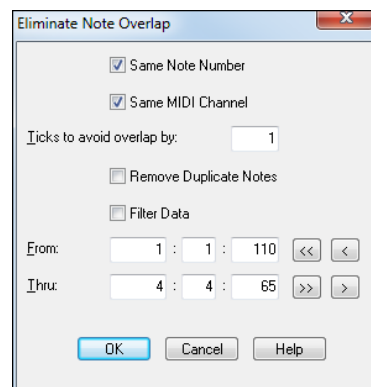 Eliminate Note Overlap
Same Note Number
Same MIDI Channel
Ticks to avoid overlap by: 1
Remove Duplicate Notes
Filter Data
From: 1 : 1 : 110 << <
Thru: 4 : 4 : 65 >> >
OK Cancel Help